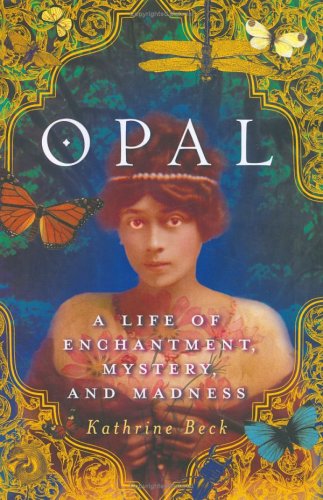 OPAL
A LIFE OF
ENCHANTMENT,
MYSTERY,
AND MADNESS
Kathrine Beck